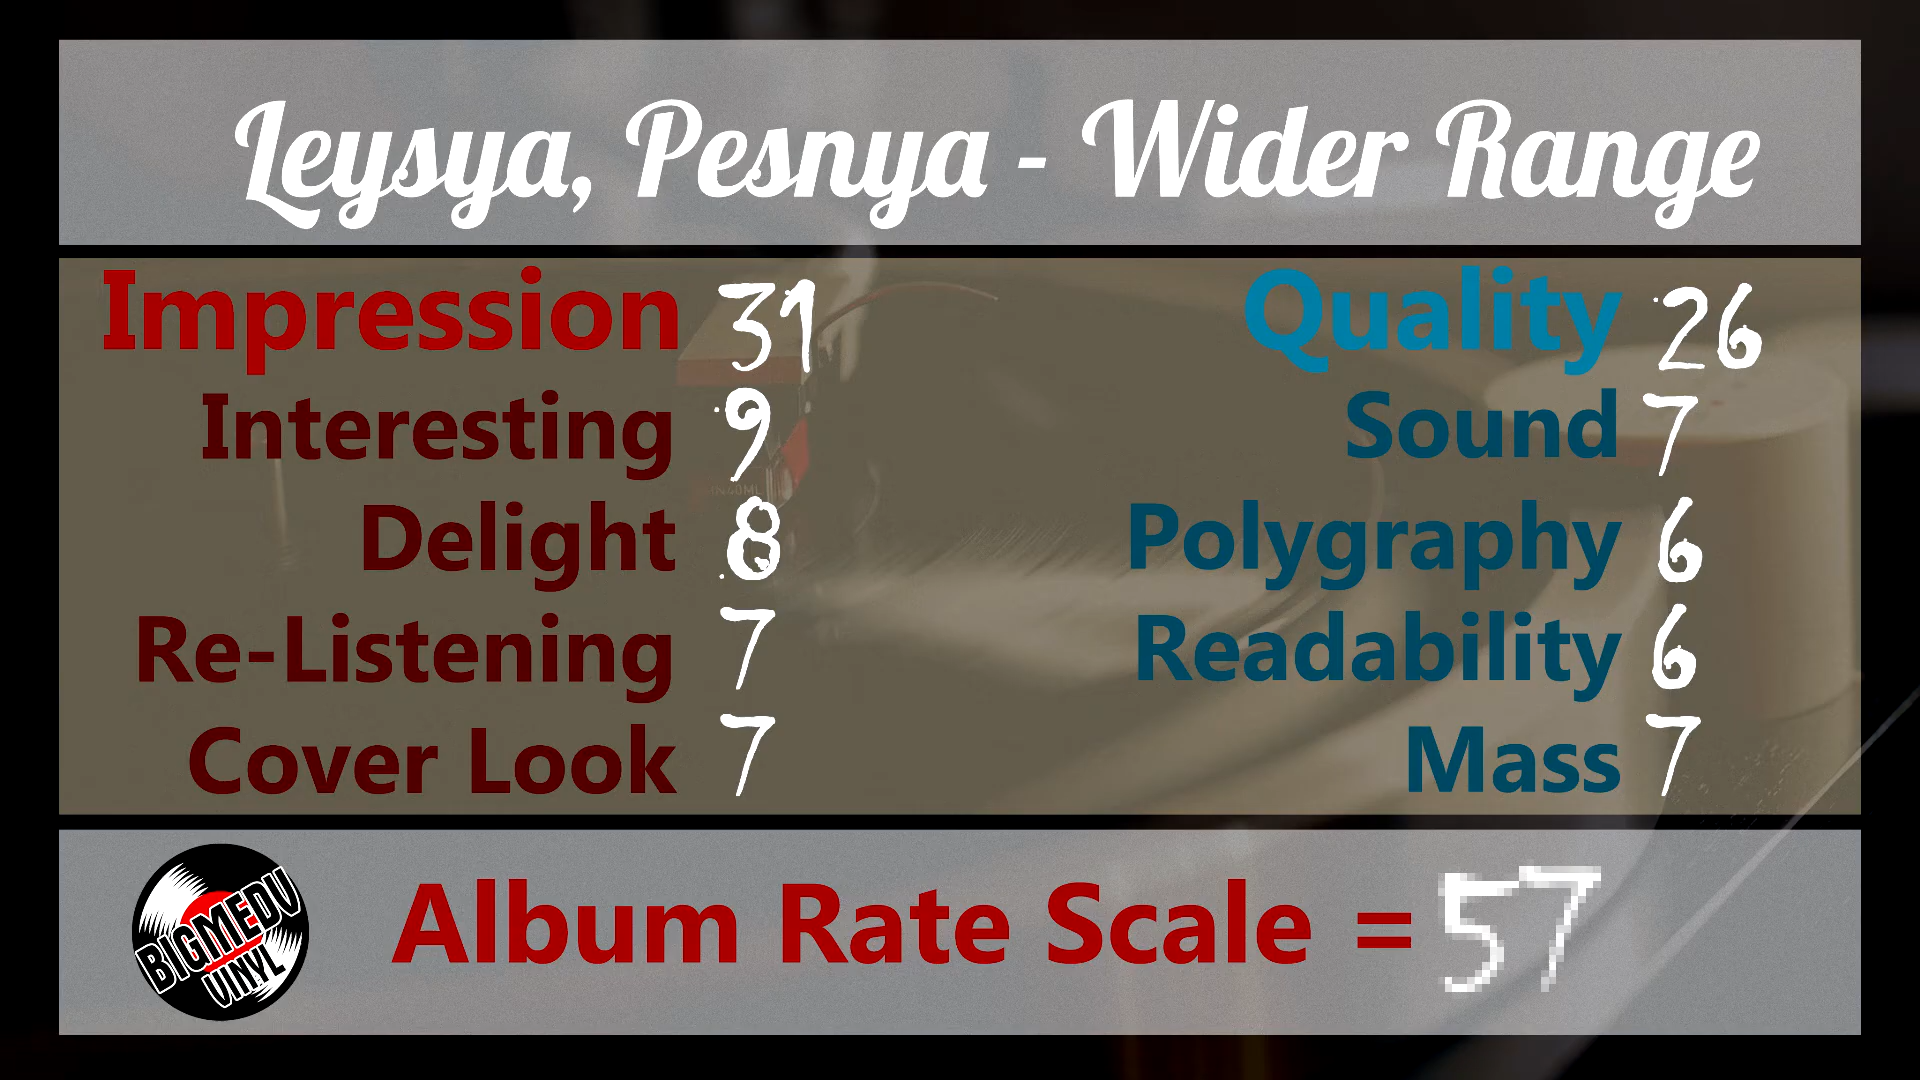 Leysya, Pesnya - Wider Range
Impression 31
Interesting 9
Delight 8
Re-Listening 7
Cover Look 7
Quality 26
Sound 7
Polygraphy 6
Readability 6
Mass 7
BIGMEDV
VINYL
Album Rate Scale = 57